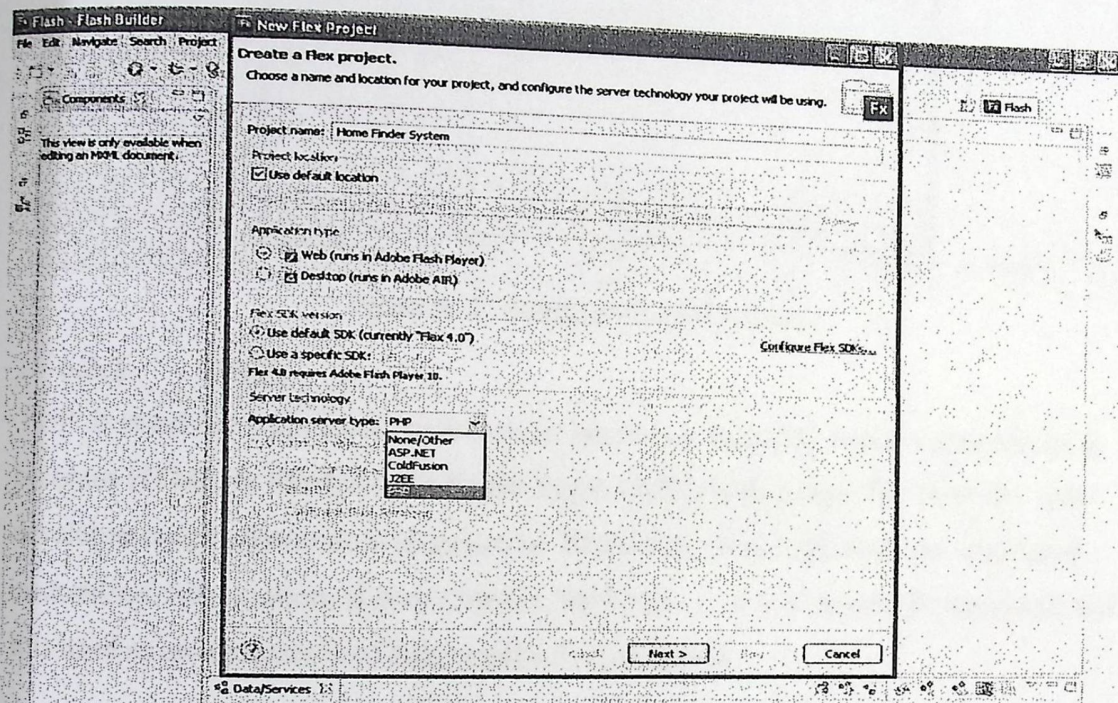 Flash - Flash Builder
File Edit Navigate Search Project
Components
This view is only available when
editing an MXML document.
New Flex Project
Create a Flex project.
Choose a name and location for your project, and configure the server technology your project will be using.
Fx
Project name: Home Finder System
Project location
Use default location
Application type
Web (runs in Adobe Flash Player)
Desktop (runs in Adobe AIR)
Flex SDK version
Use default SDK (currently "Flex 4.0")
Use a specific SDK:
Configure Flex SDKs...
Flex 4.0 requires Adobe Flash Player 10.
Server technology
Application server type: PHP
None/Other
ASP.NET
ColdFusion
J2EE
PHP
Next >
Cancel
Flash
Data/Services